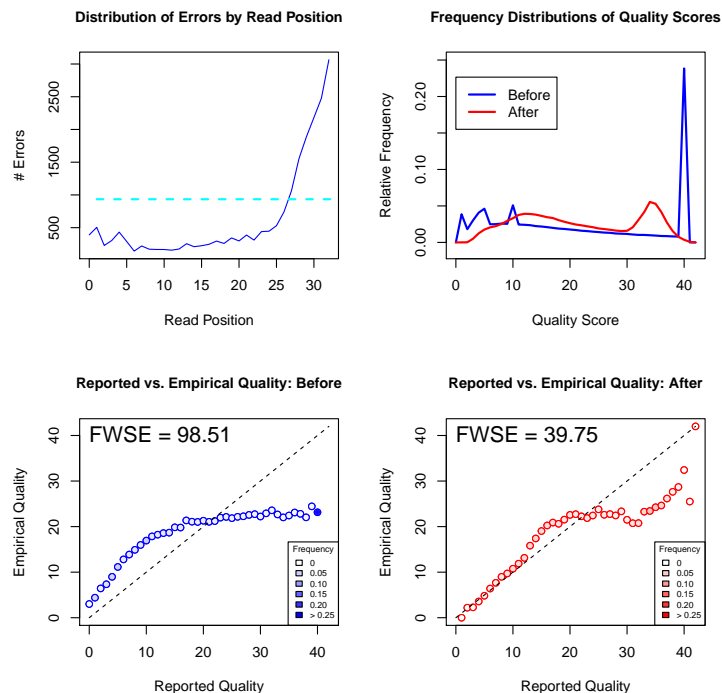 Distribution of Errors by Read Position
# Errors
500
1500
2500
0 5 10 15 20 25 30
Read Position
Frequency Distributions of Quality Scores
Relative Frequency
0.00
0.10
0.20
Before
After
0 10 20 30 40
Quality Score
Reported vs. Empirical Quality: Before
Empirical Quality
0
10
20
30
40
FWSE = 98.51
Frequency
0
0.05
0.10
0.15
0.20
> 0.25
0 10 20 30 40
Reported Quality
Reported vs. Empirical Quality: After
Empirical Quality
0
10
20
30
40
FWSE = 39.75
Frequency
0
0.05
0.10
0.15
0.20
> 0.25
0 10 20 30 40
Reported Quality